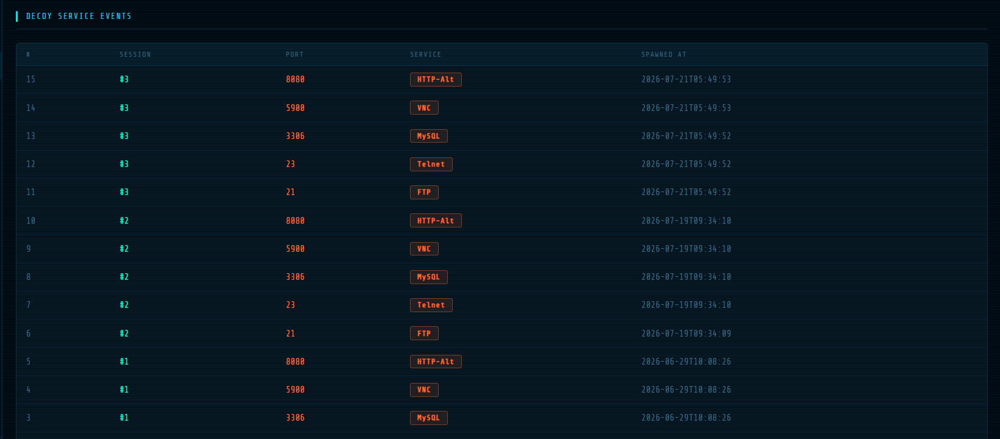 DECOY SERVICE EVENTS
# SESSION PORT SERVICE SPAWNED AT
15 #3 8080 HTTP-Alt 2026-07-21T05:49:53
14 #3 5900 VNC 2026-07-21T05:49:53
13 #3 3306 MySQL 2026-07-21T05:49:52
12 #3 23 Telnet 2026-07-21T05:49:52
11 #3 21 FTP 2026-07-21T05:49:52
10 #2 8080 HTTP-Alt 2026-07-19T09:34:10
9 #2 5900 VNC 2026-07-19T09:34:10
8 #2 3306 MySQL 2026-07-19T09:34:10
7 #2 23 Telnet 2026-07-19T09:34:10
6 #2 21 FTP 2026-07-19T09:34:09
5 #1 8080 HTTP-Alt 2026-06-29T10:08:26
4 #1 5900 VNC 2026-06-29T10:08:26
3 #1 3306 MySQL 2026-06-29T10:08:26